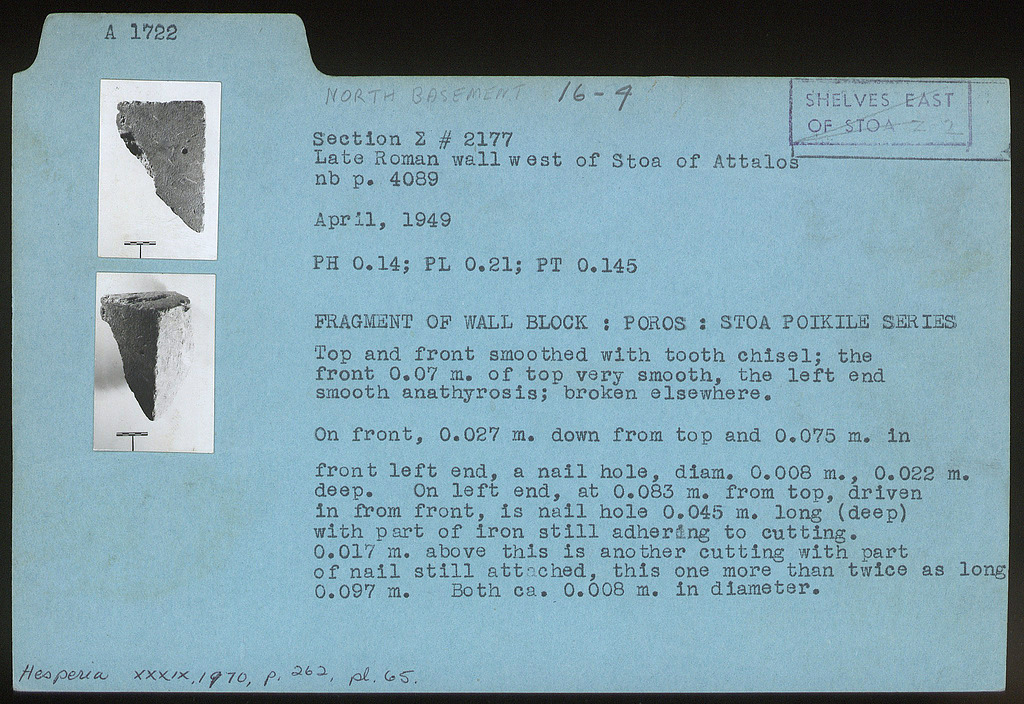 A 1722
NORTH BASEMENT 16-9
SHELVES EAST
OF STOA 2 2
Section Σ # 2177
Late Roman wall west of Stoa of Attalos
nb p. 4089
April, 1949
PH 0.14; PL 0.21; PT 0.145
FRAGMENT OF WALL BLOCK : POROS : STOA POIKILE SERIES
Top and front smoothed with tooth chisel; the
front 0.07 m. of top very smooth, the left end
smooth anathyrosis; broken elsewhere.
On front, 0.027 m. down from top and 0.075 m. in
front left end, a nail hole, diam. 0.008 m., 0.022 m.
deep. On left end, at 0.083 m. from top, driven
in from front, is nail hole 0.045 m. long (deep)
with part of iron still adhering to cutting.
0.017 m. above this is another cutting with part
of nail still attached, this one more than twice as long
0.097 m. Both ca. 0.008 m. in diameter.
Hesperia XXXIX, 1970, p. 262, pl. 65.